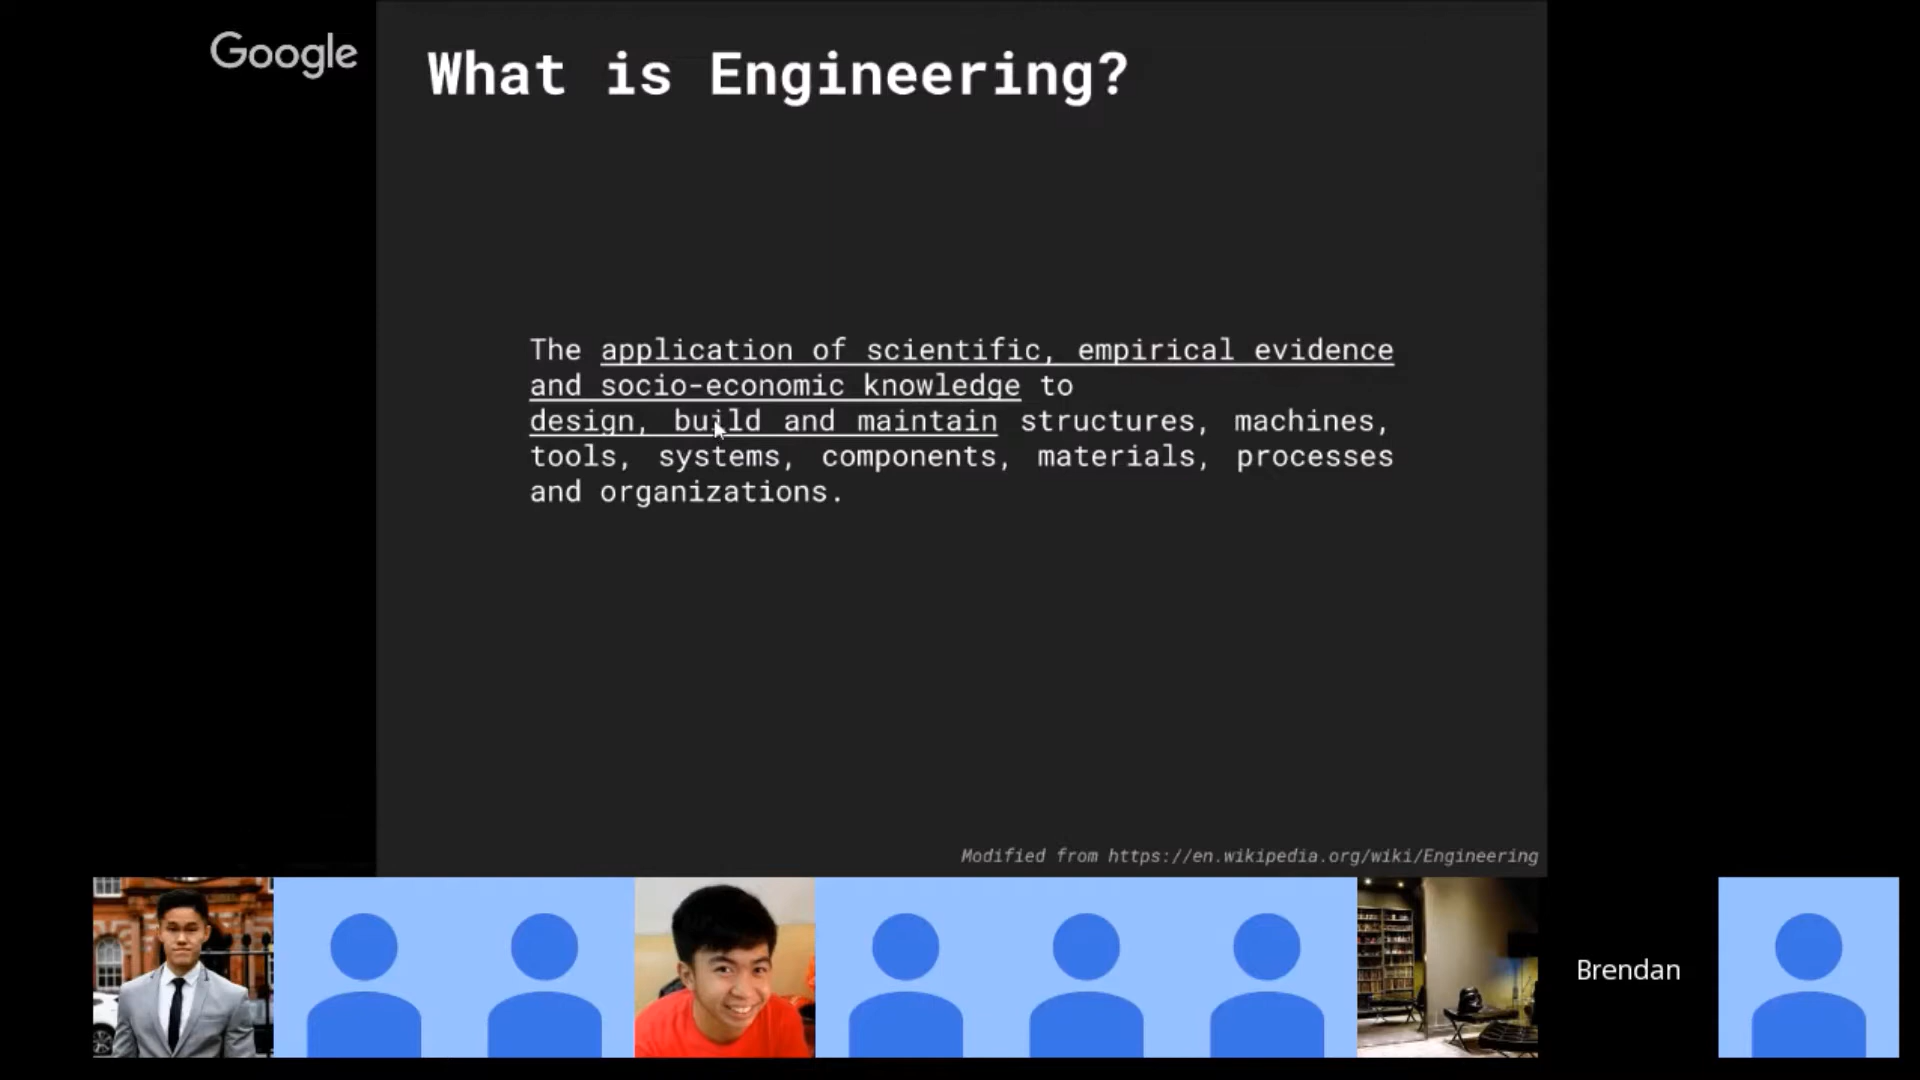 Google
What is Engineering?
The application of scientific, empirical evidence
and socio-economic knowledge to
design, build and maintain structures, machines,
tools, systems, components, materials, processes
and organizations.
Modified from https://en.wikipedia.org/wiki/Engineering
Brendan